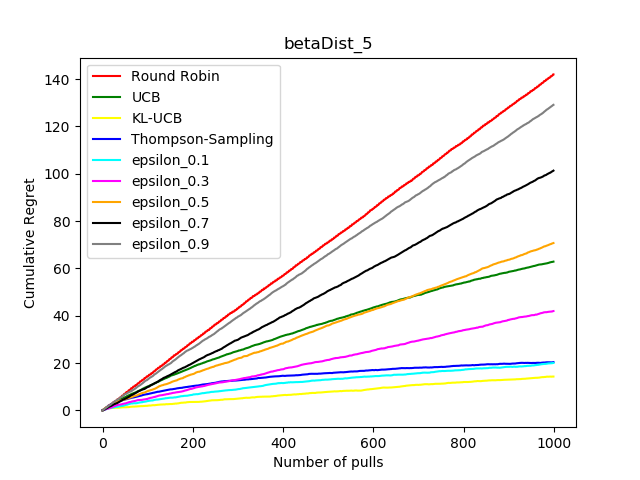 betaDist_5
Cumulative Regret
140
120
100
80
60
40
20
0
Round Robin
UCB
KL-UCB
Thompson-Sampling
epsilon_0.1
epsilon_0.3
epsilon_0.5
epsilon_0.7
epsilon_0.9
0 200 400 600 800 1000
Number of pulls